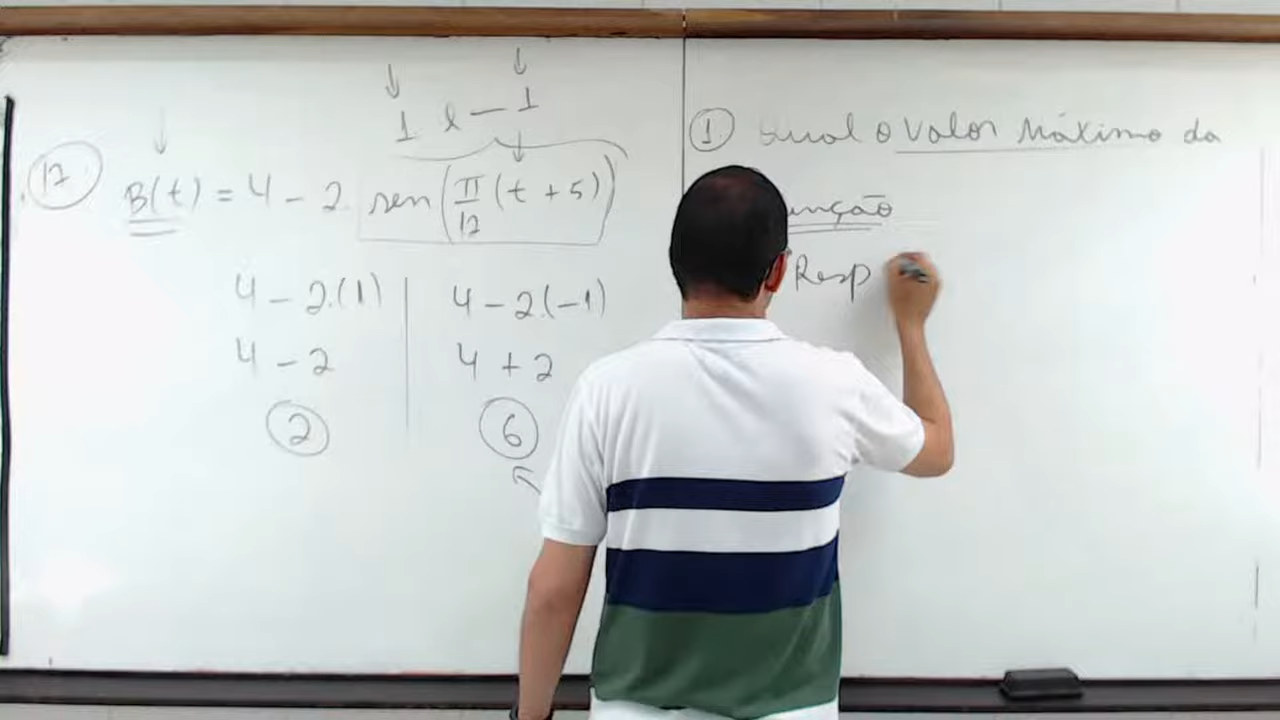 1 e -1
12 B(t) = 4 - 2. sen(π/12 (t + 5))
4 - 2.(1)
4 - 2
2
4 - 2.(-1)
4 + 2
6
1 Qual o valor Máximo da
unção
Resp